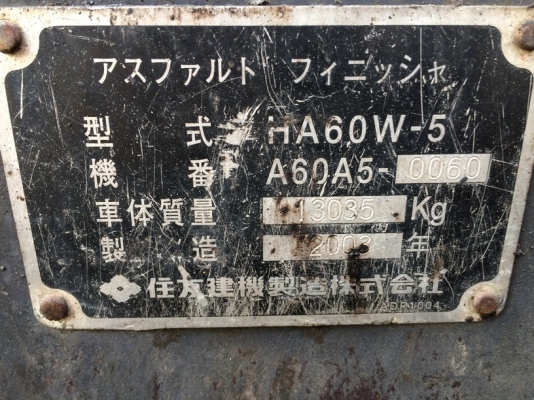 アスファルト フィニッシャ
型式 HA60W-5
機番 A60A5-0060
車体質量 13035 Kg
製造 2003 年
住友建機製造株式会社
ADP1004